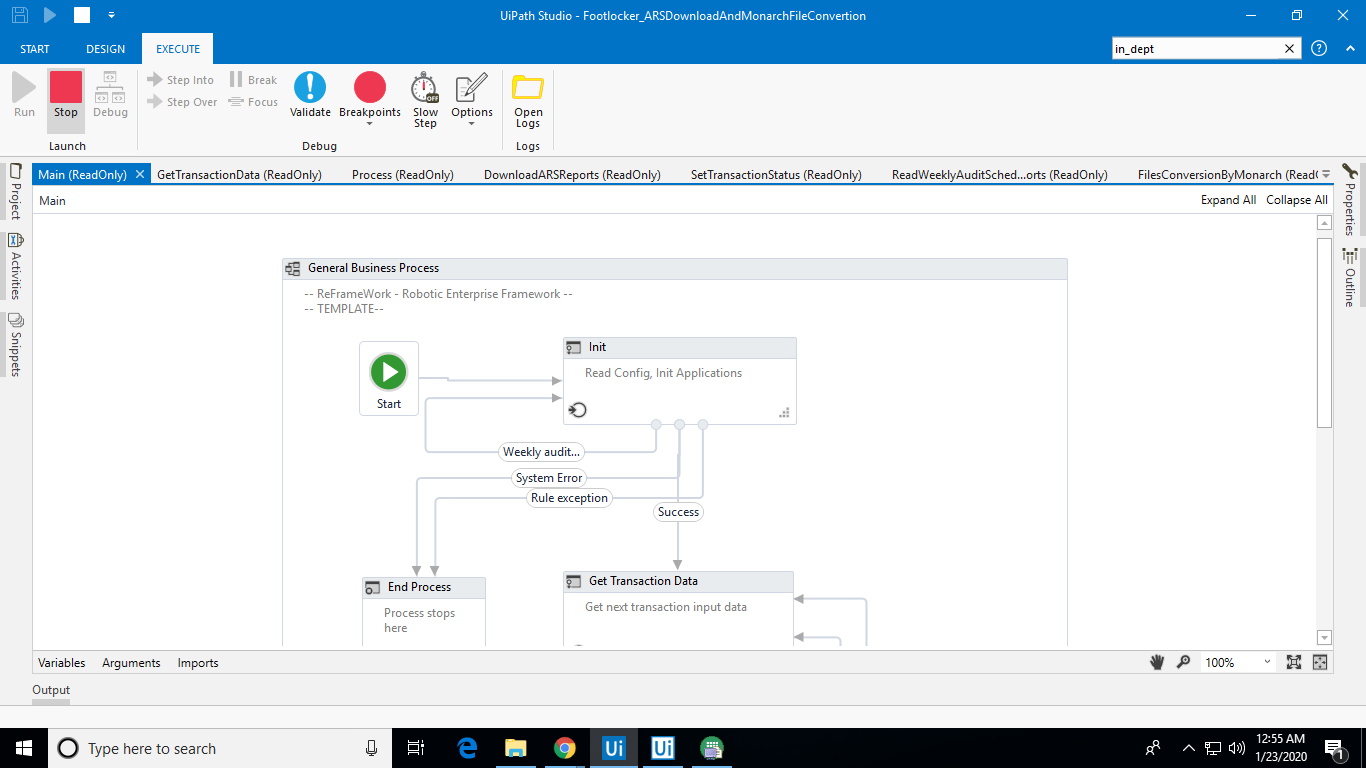 UiPath Studio - Footlocker_ARSDownloadAndMonarchFileConvertion
START DESIGN EXECUTE
in_dept
?
Run Stop Debug
Step Into Break
Step Over Focus
Validate Breakpoints Slow Step Options
OFF
Open Logs
Launch Debug Logs
Main (ReadOnly) GetTransactionData (ReadOnly) Process (ReadOnly) DownloadARSReports (ReadOnly) SetTransactionStatus (ReadOnly) ReadWeeklyAuditSched...orts (ReadOnly) FilesConversionByMonarch (Read
Main Expand All Collapse All
Project
Activities
Snippets
Properties
Outline
General Business Process
-- ReFrameWork - Robotic Enterprise Framework --
-- TEMPLATE--
Start
Init
Read Config, Init Applications
Weekly audit...
System Error
Rule exception
Success
End Process
Process stops
here
Get Transaction Data
Get next transaction input data
Variables Arguments Imports
100%
Output
Type here to search
Ui Ui
12:55 AM
1/23/2020
1